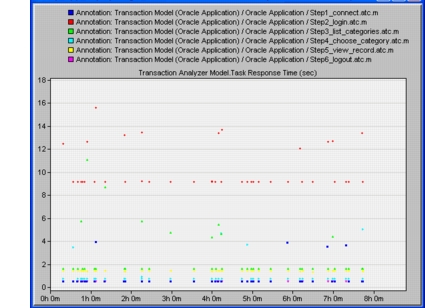 Annotation: Transaction Model (Oracle Application) / Oracle Application / Step1_connect.atc.m
Annotation: Transaction Model (Oracle Application) / Oracle Application / Step2_login.atc.m
Annotation: Transaction Model (Oracle Application) / Oracle Application / Step3_list_categories.atc.m
Annotation: Transaction Model (Oracle Application) / Oracle Application / Step4_choose_category.atc.m
Annotation: Transaction Model (Oracle Application) / Oracle Application / Step5_view_record.atc.m
Annotation: Transaction Model (Oracle Application) / Oracle Application / Step6_logout.atc.m
Transaction Analyzer Model.Task Response Time (sec)
18
16
14
12
10
8
6
4
2
0
0h 0m 1h 0m 2h 0m 3h 0m 4h 0m 5h 0m 6h 0m 7h 0m 8h 0m